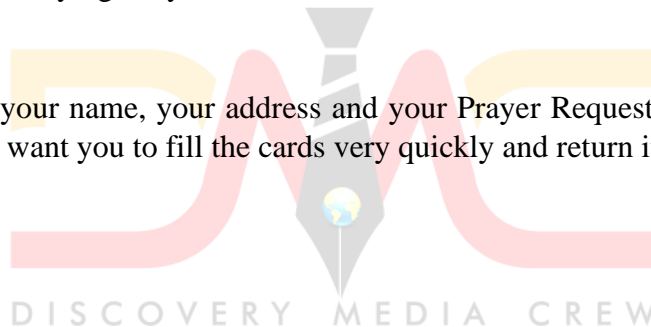 your name, your address and your Prayer Request
want you to fill the cards very quickly and return i
DISCOVERY MEDIA CREW